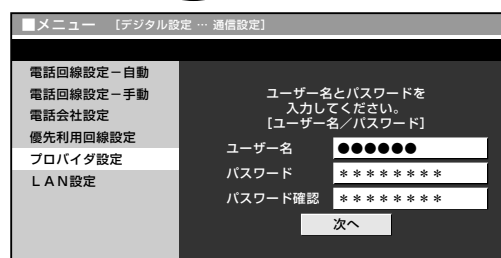 ■メニュー [デジタル設定 … 通信設定]
電話回線設定－自動
電話回線設定－手動
電話会社設定
優先利用回線設定
プロバイダ設定
ＬＡＮ設定
ユーザー名とパスワードを
入力してください。
[ユーザー名／パスワード]
ユーザー名 ●●●●●●
パスワード ＊＊＊＊＊＊＊＊
パスワード確認 ＊＊＊＊＊＊＊＊
次へ